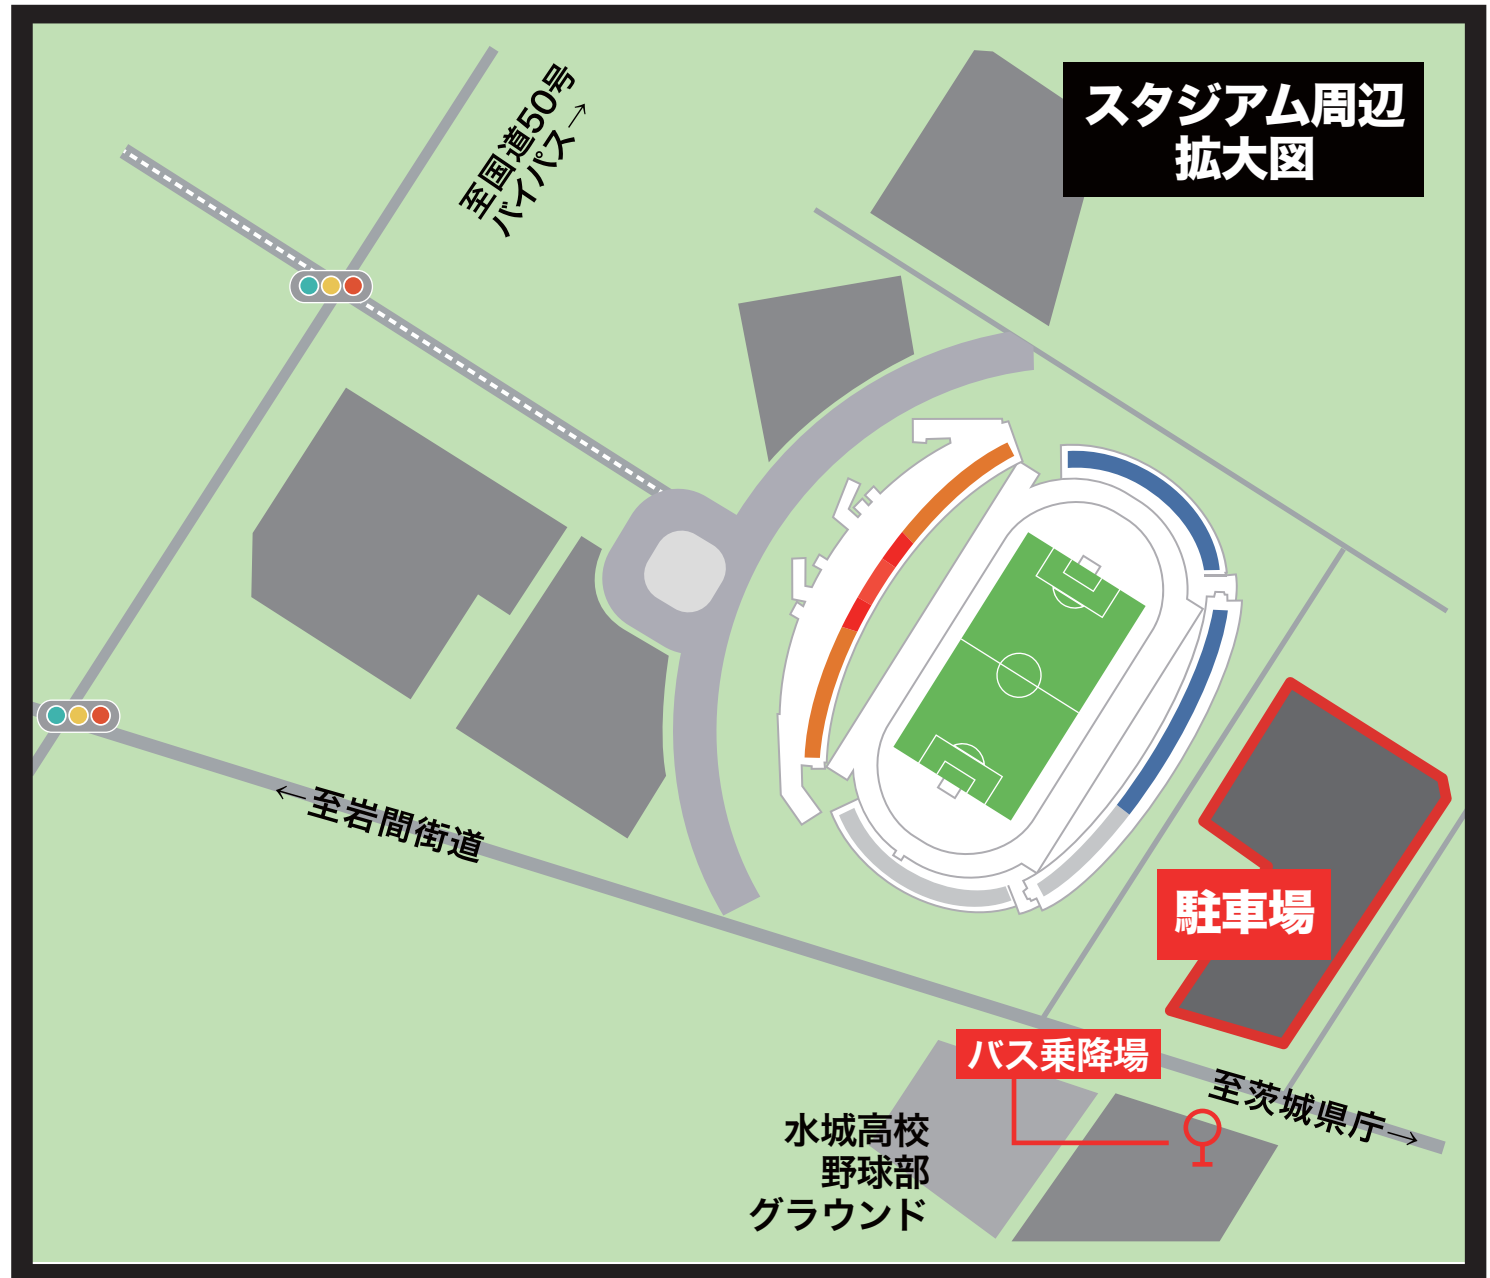 スタジアム周辺
拡大図
至国道50号
バイパス→
←至岩間街道
駐車場
バス乗降場
至茨城県庁→
水城高校
野球部
グラウンド